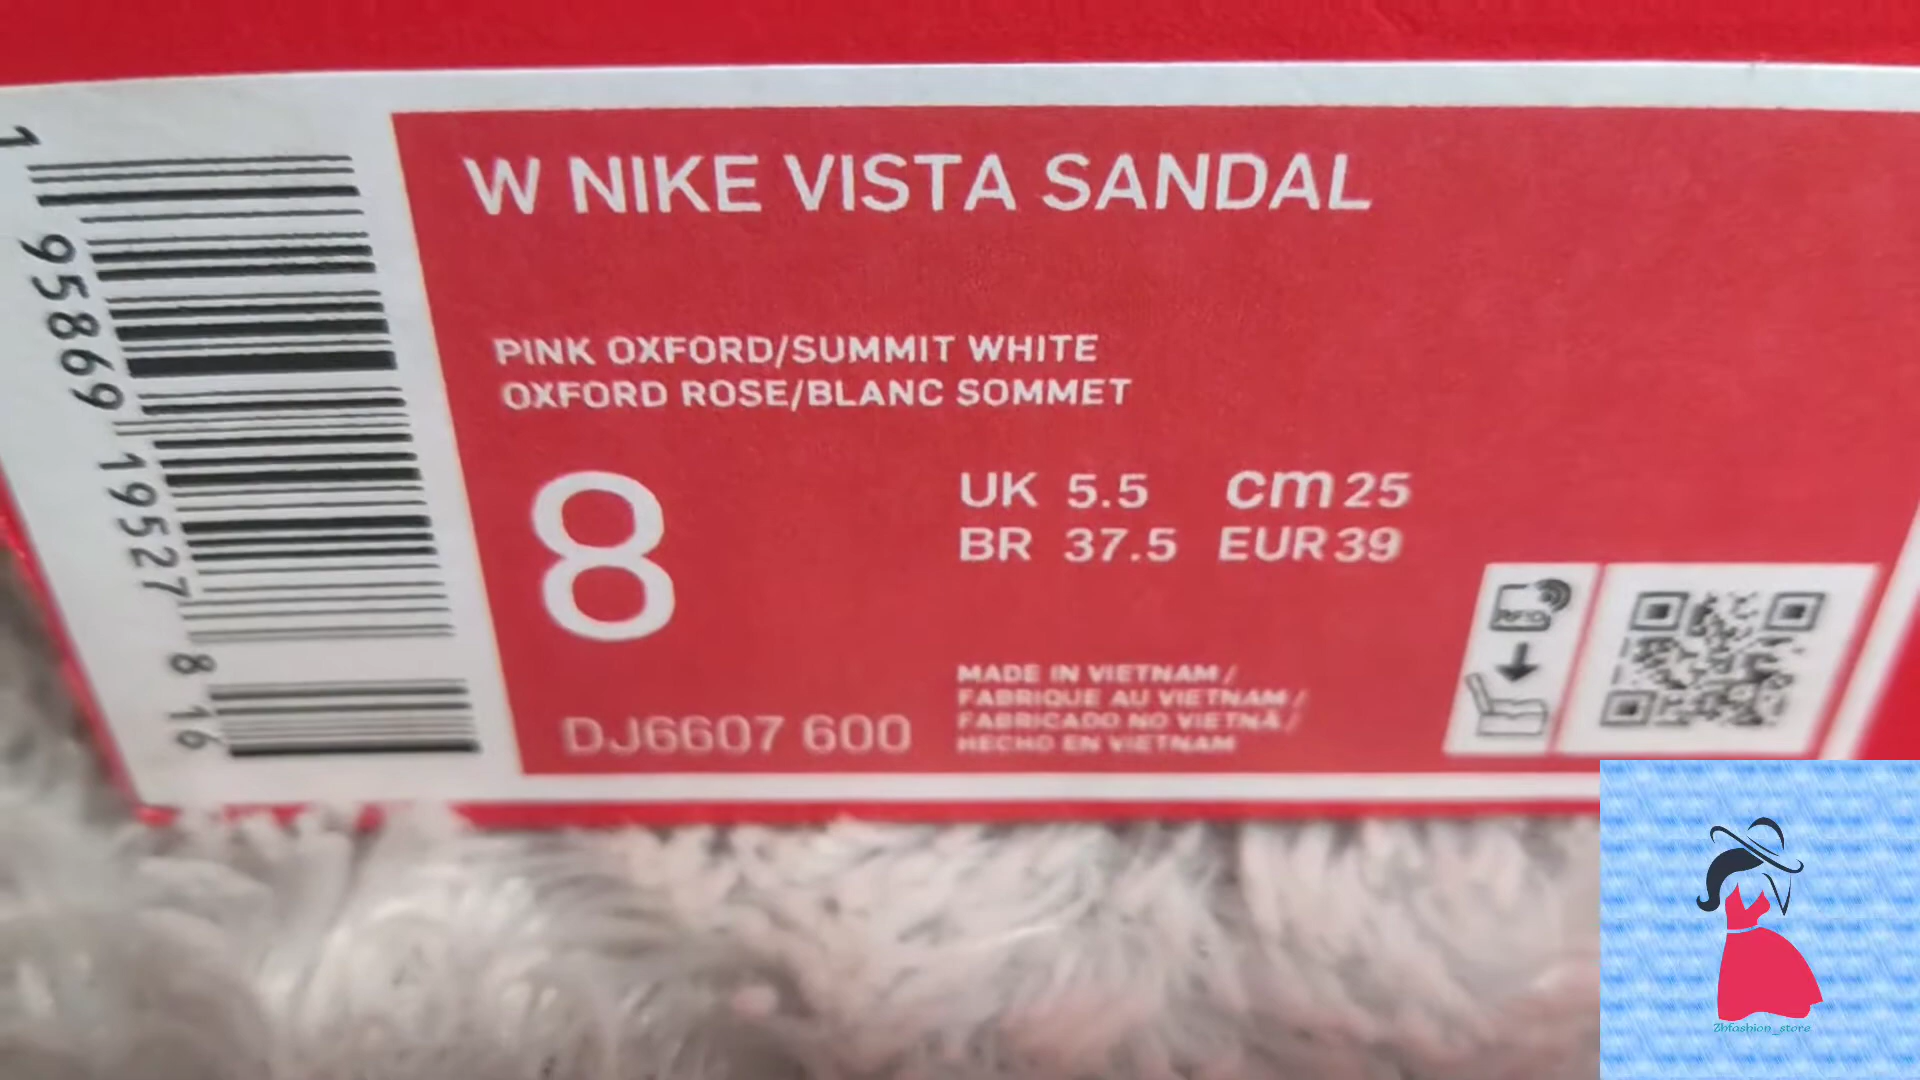 W NIKE VISTA SANDAL
PINK OXFORD/SUMMIT WHITE
OXFORD ROSE/BLANC SOMMET
8
UK 5.5 cm 25
BR 37.5 EUR 39
MADE IN VIETNAM /
FABRIQUE AU VIETNAM /
FABRICADO NO VIETNÃ /
HECHO EN VIETNAM
DJ6607 600
1 95869 19527 8 16
RFID
Zhfashion_store